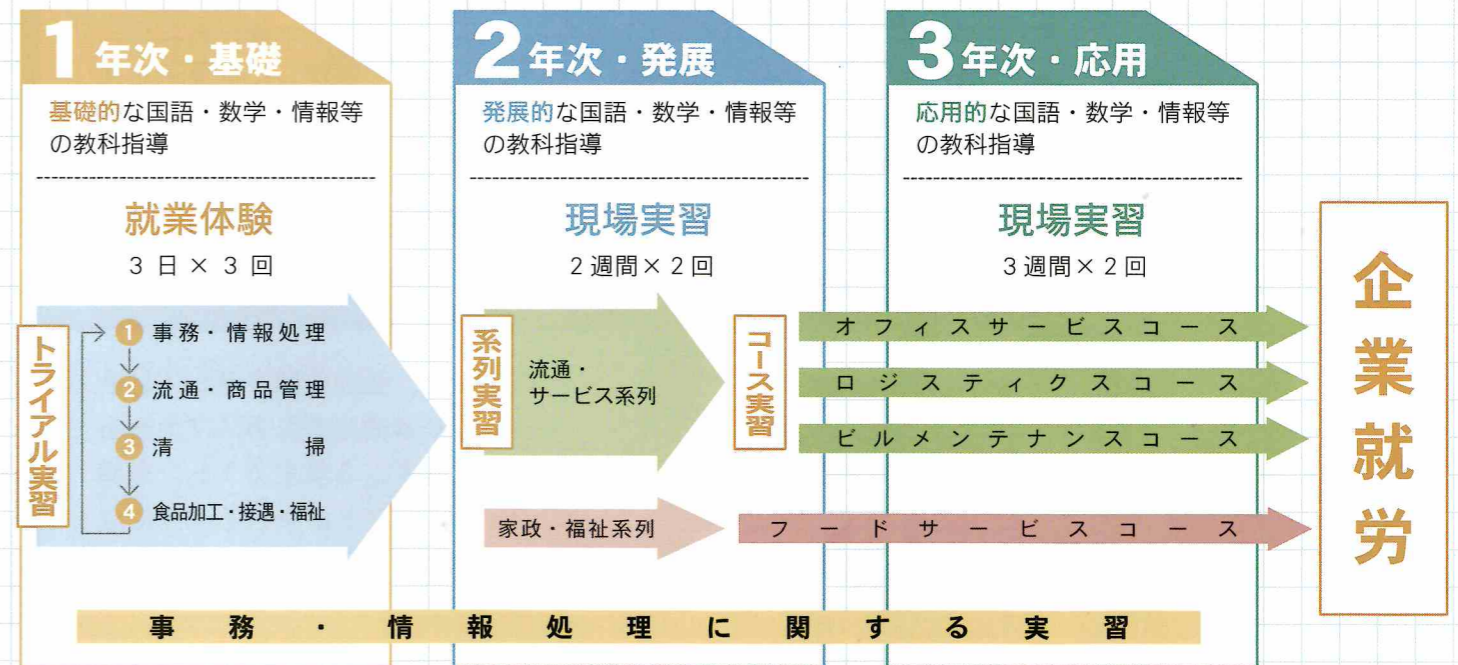 1年次・基礎
基礎的な国語・数学・情報等
の教科指導
就業体験
3日×3回
トライアル実習
1 事務・情報処理
2 流通・商品管理
3 清掃
4 食品加工・接遇・福祉
2年次・発展
発展的な国語・数学・情報等
の教科指導
現場実習
2週間×2回
系列実習
流通・
サービス系列
家政・福祉系列
3年次・応用
応用的な国語・数学・情報等
の教科指導
現場実習
3週間×2回
コース実習
オフィスサービスコース
ロジスティクスコース
ビルメンテナンスコース
フードサービスコース
企業就労
事務・情報処理に関する実習